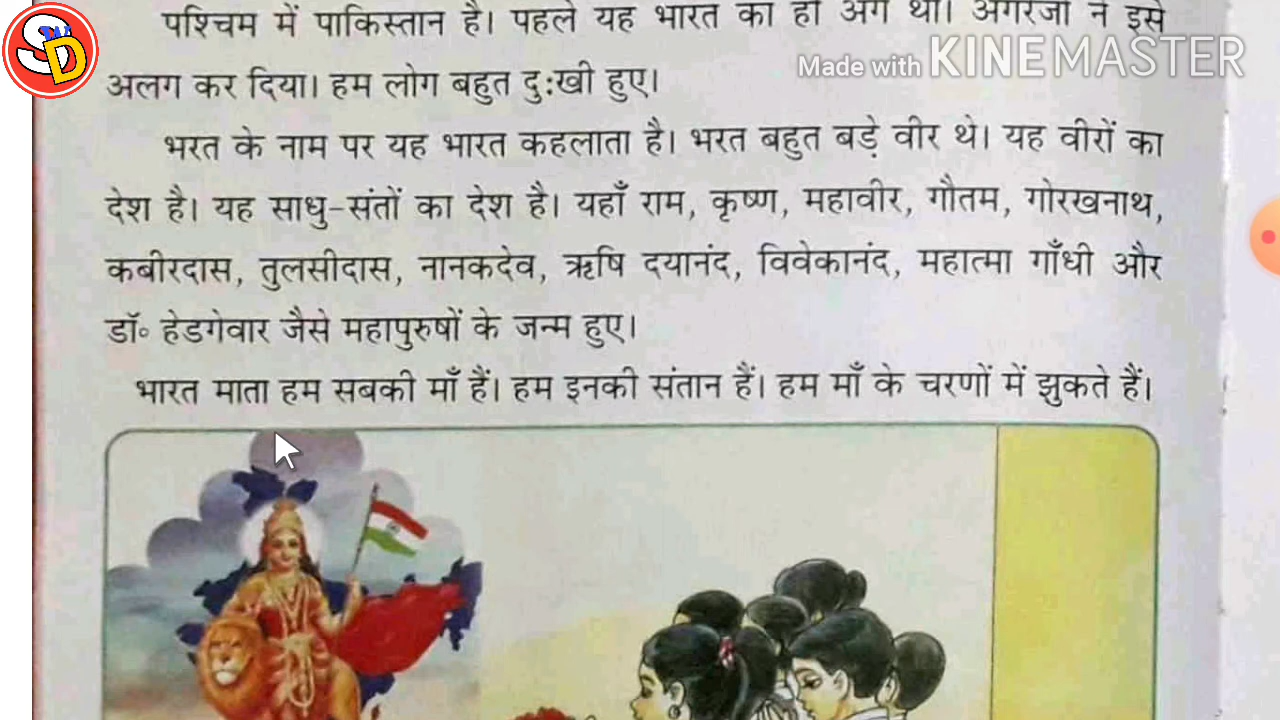 पश्चिम में पाकिस्तान है। पहले यह भारत का ही अंग था। अंगरेजों ने इसे
Made with KINEMASTER
अलग कर दिया। हम लोग बहुत दुःखी हुए।
भरत के नाम पर यह भारत कहलाता है। भरत बहुत बड़े वीर थे। यह वीरों का
देश है। यह साधु-संतों का देश है। यहाँ राम, कृष्ण, महावीर, गौतम, गोरखनाथ,
कबीरदास, तुलसीदास, नानकदेव, ऋषि दयानंद, विवेकानंद, महात्मा गाँधी और
डॉ॰ हेडगेवार जैसे महापुरुषों के जन्म हुए।
भारत माता हम सबकी माँ हैं। हम इनकी संतान हैं। हम माँ के चरणों में झुकते हैं।